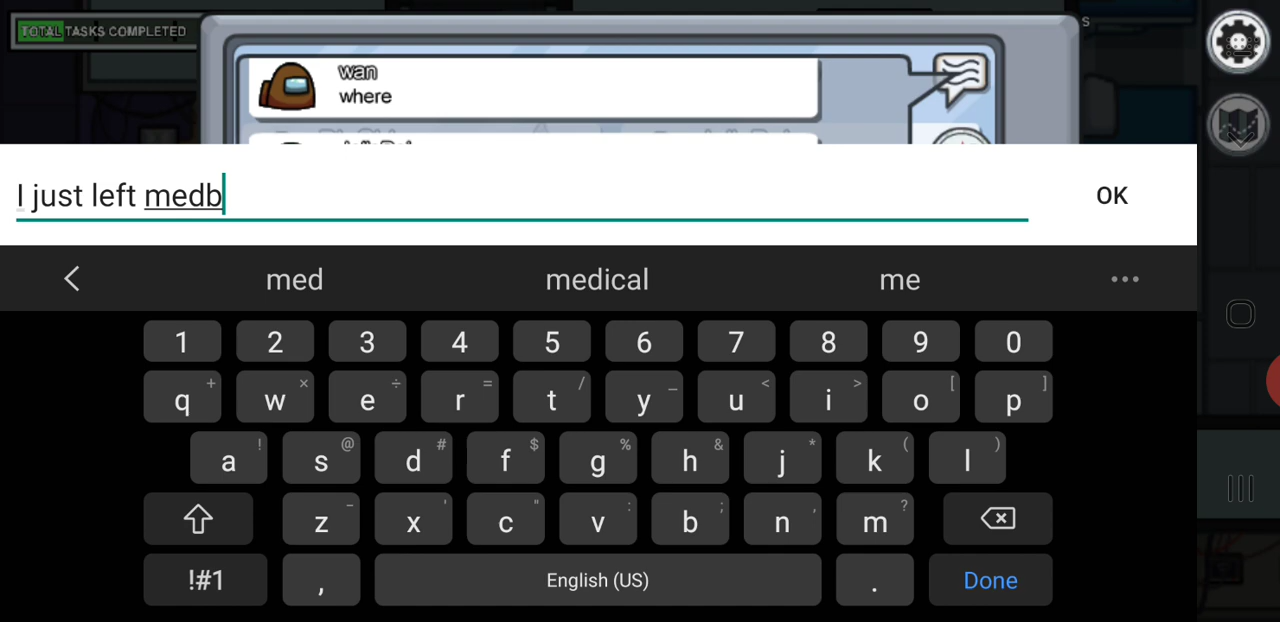 TOTAL TASKS COMPLETED
s
wan
where
I just left medb
OK
med medical me
1 2 3 4 5 6 7 8 9 0
+ × ÷ = / _ < > [ ]
q w e r t y u i o p
! @ # $ % & * ( )
a s d f g h j k l
- ' " : ; , ?
z x c v b n m
!#1 , English (US) . Done